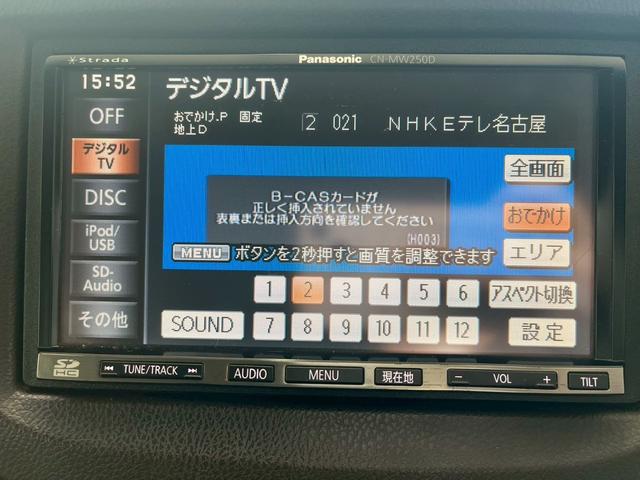 Strada Panasonic CN-MW250D
15:52 デジタルTV
OFF
おでかけ.P 固定
地上D
2 021 NHKEテレ名古屋
デジタル
TV
全画面
DISC
B-CASカードが
正しく挿入されていません
表裏または挿入方向を確認してください
(H003)
おでかけ
iPod/
USB
MENU ボタンを2秒押すと画質を調整できます
エリア
SD-
Audio
1 2 3 4 5 6 アスペクト切換
その他
SOUND 7 8 9 10 11 12 設定
SD HC TUNE/TRACK AUDIO MENU 現在地 - VOL + TILT